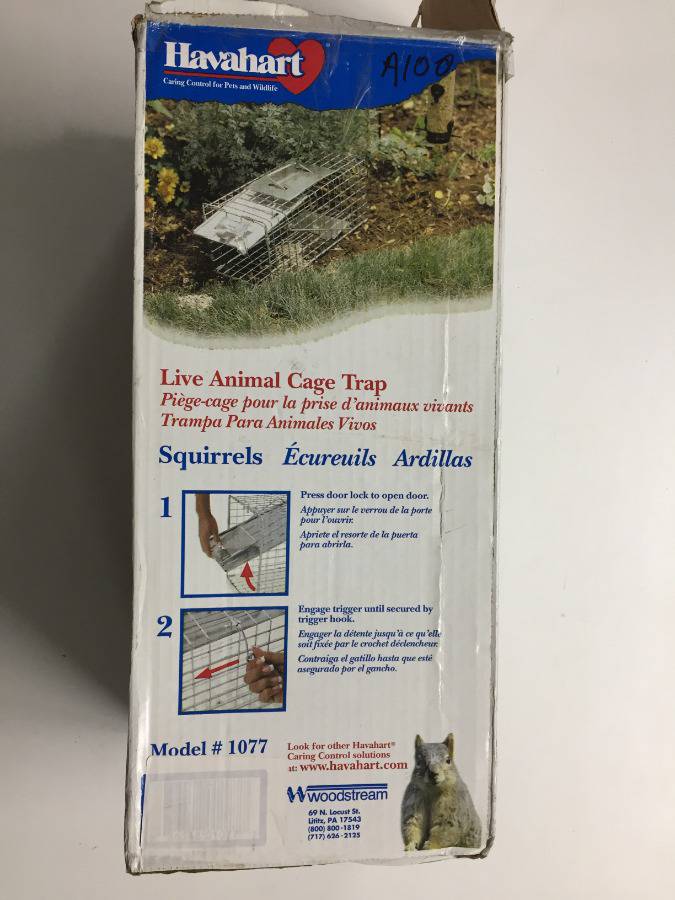 Havahart®
Caring Control for Pets and Wildlife
A100
Live Animal Cage Trap
Piège-cage pour la prise d'animaux vivants
Trampa Para Animales Vivos
Squirrels Écureuils Ardillas
1
Press door lock to open door.
Appuyer sur le verrou de la porte
pour l'ouvrir.
Apriete el resorte de la puerta
para abrirla.
2
Engage trigger until secured by
trigger hook.
Engager la détente jusqu'à ce qu'elle
soit fixée par le crochet déclencheur.
Contraiga el gatillo hasta que esté
asegurado por el gancho.
Model # 1077
Look for other Havahart®
Caring Control solutions
at: www.havahart.com
Woodstream
69 N. Locust St.
Lititz, PA 17543
(800) 800-1819
(717) 626-2125